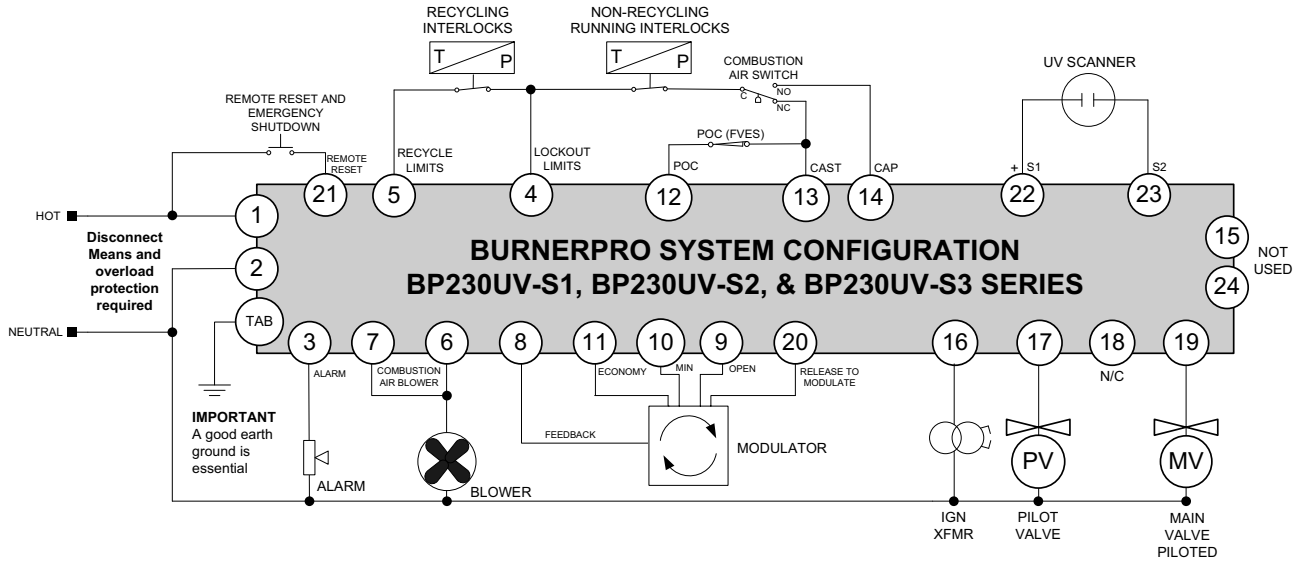 RECYCLING
INTERLOCKS
NON-RECYCLING
RUNNING INTERLOCKS
T P
T P
COMBUSTION
AIR SWITCH
C
NO
NC
UV SCANNER
REMOTE RESET AND
EMERGENCY
SHUTDOWN
REMOTE
RESET
RECYCLE
LIMITS
LOCKOUT
LIMITS
POC (FVES)
POC
CAST
CAP
+ S1
S2
21
5
4
12
13
14
22
23
HOT
1
Disconnect
Means and
overload
protection
required
2
NEUTRAL
TAB
BURNERPRO SYSTEM CONFIGURATION
BP230UV-S1, BP230UV-S2, & BP230UV-S3 SERIES
15
24
NOT
USED
3
7
6
8
11
10
9
20
16
17
18
19
ALARM
COMBUSTION
AIR BLOWER
ECONOMY
MIN
OPEN
RELEASE TO
MODULATE
N/C
IMPORTANT
A good earth
ground is
essential
FEEDBACK
MODULATOR
ALARM
BLOWER
PV
MV
IGN
XFMR
PILOT
VALVE
MAIN
VALVE
PILOTED